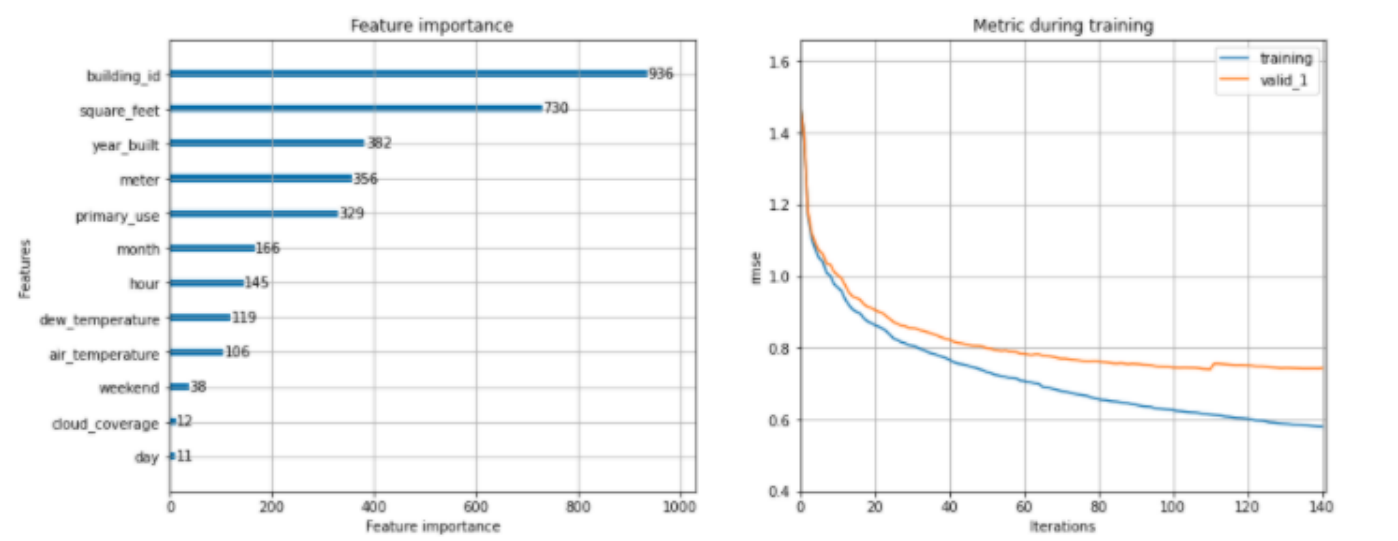 Feature importance
Features
building_id 936
square_feet 730
year_built 382
meter 356
primary_use 329
month 166
hour 145
dew_temperature 119
air_temperature 106
weekend 38
cloud_coverage 12
day 11
0 200 400 600 800 1000
Feature importance
Metric during training
training
valid_1
rmse
1.6
1.4
1.2
1.0
0.8
0.6
0.4
0 20 40 60 80 100 120 140
Iterations